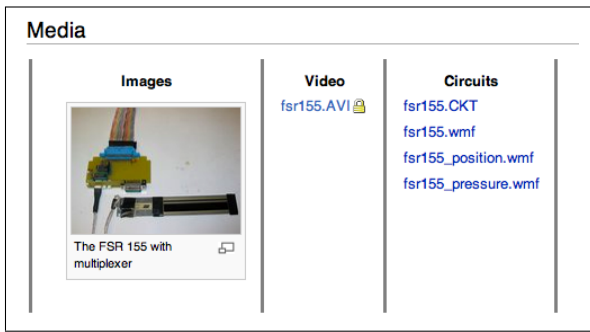 Media
Images
The FSR 155 with
multiplexer
Video
fsr155.AVI
Circuits
fsr155.CKT
fsr155.wmf
fsr155_position.wmf
fsr155_pressure.wmf